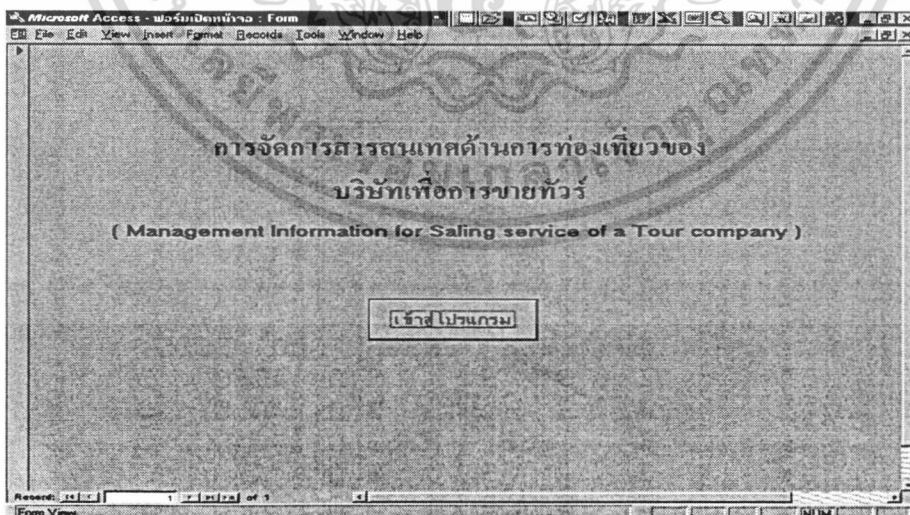 Microsoft Access - ฟอร์มเปิดหน้าจอ : Form
File Edit View Insert Format Records Tools Window Help
การจัดการสารสนเทศด้านการท่องเที่ยวของ
บริษัทเพื่อการขายทัวร์
( Management Information for Saling service of a Tour company )
เข้าสู่โปรแกรม
Record: 1 of 1
Form View NUM